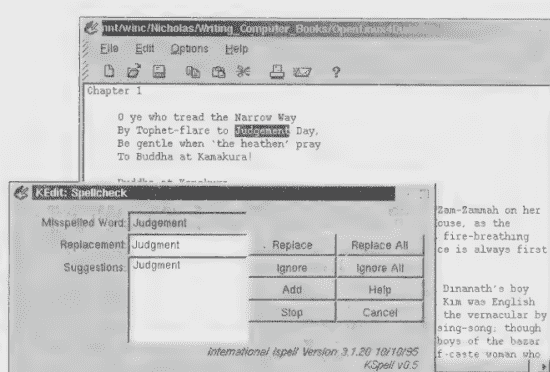 /mnt/winc/Nicholas/Writing_Computer_Books/OpenLinux4Du
File Edit Options Help
?
Chapter 1
O ye who tread the Narrow Way
By Tophet-flare to Judgement Day,
Be gentle when 'the heathen' pray
To Buddha at Kamakura!
Buddha at Kamakura
Zam-Zammah on her
ouse, as the
fire-breathing
ce is always first
Dinanath's boy
Kim was English
the vernacular by
sing-song; though
boys of the bazar
f-caste woman who
KEdit: Spellcheck
Misspelled Word: Judgement
Replacement: Judgment
Suggestions: Judgment
Replace Replace All
Ignore Ignore All
Add Help
Stop Cancel
International Ispell Version 3.1.20 10/10/95
KSpell v0.5